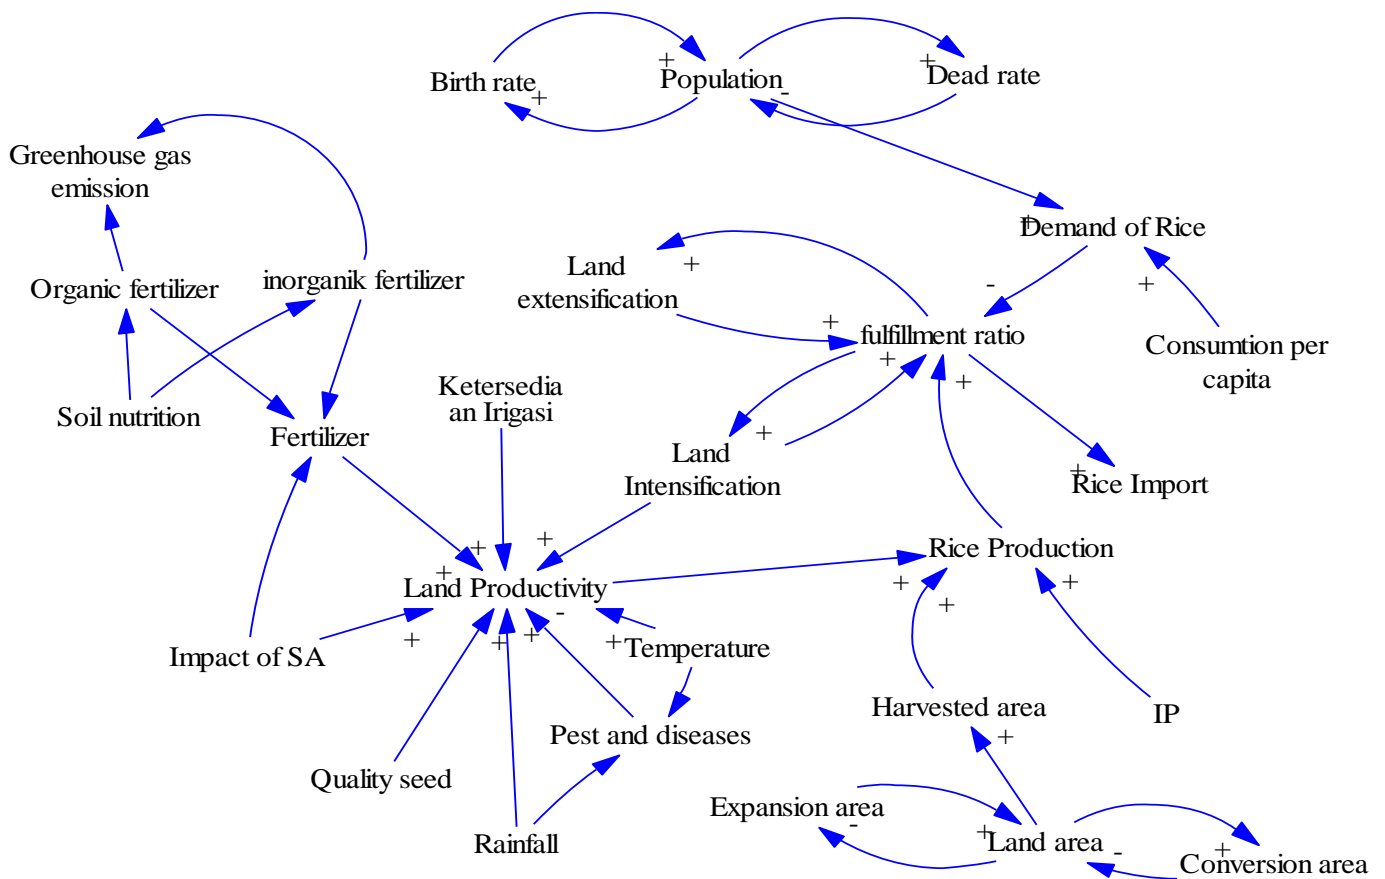 Birth rate
Population
Dead rate
Greenhouse gas
emission
Demand of Rice
Organic fertilizer
inorganik fertilizer
Land
extensification
fulfillment ratio
Consumtion per
capita
Soil nutrition
Fertilizer
Ketersedia
an Irigasi
Land
Intensification
Rice Import
Rice Production
Land Productivity
Impact of SA
Temperature
Harvested area
IP
Pest and diseases
Quality seed
Rainfall
Expansion area
Land area
Conversion area
+
+
+
-
+
-
+
+
+
+
+
+
+
+
+
+
+
-
+
+
+
+
+
+
+
+
-
+
-
+